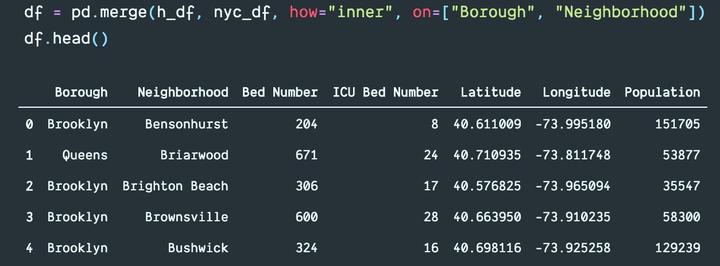 df = pd.merge(h_df, nyc_df, how="inner", on=["Borough", "Neighborhood"])
df.head()
Borough Neighborhood Bed Number ICU Bed Number Latitude Longitude Population
0 Brooklyn Bensonhurst 204 8 40.611009 -73.995180 151705
1 Queens Briarwood 671 24 40.710935 -73.811748 53877
2 Brooklyn Brighton Beach 306 17 40.576825 -73.965094 35547
3 Brooklyn Brownsville 600 28 40.663950 -73.910235 58300
4 Brooklyn Bushwick 324 16 40.698116 -73.925258 129239